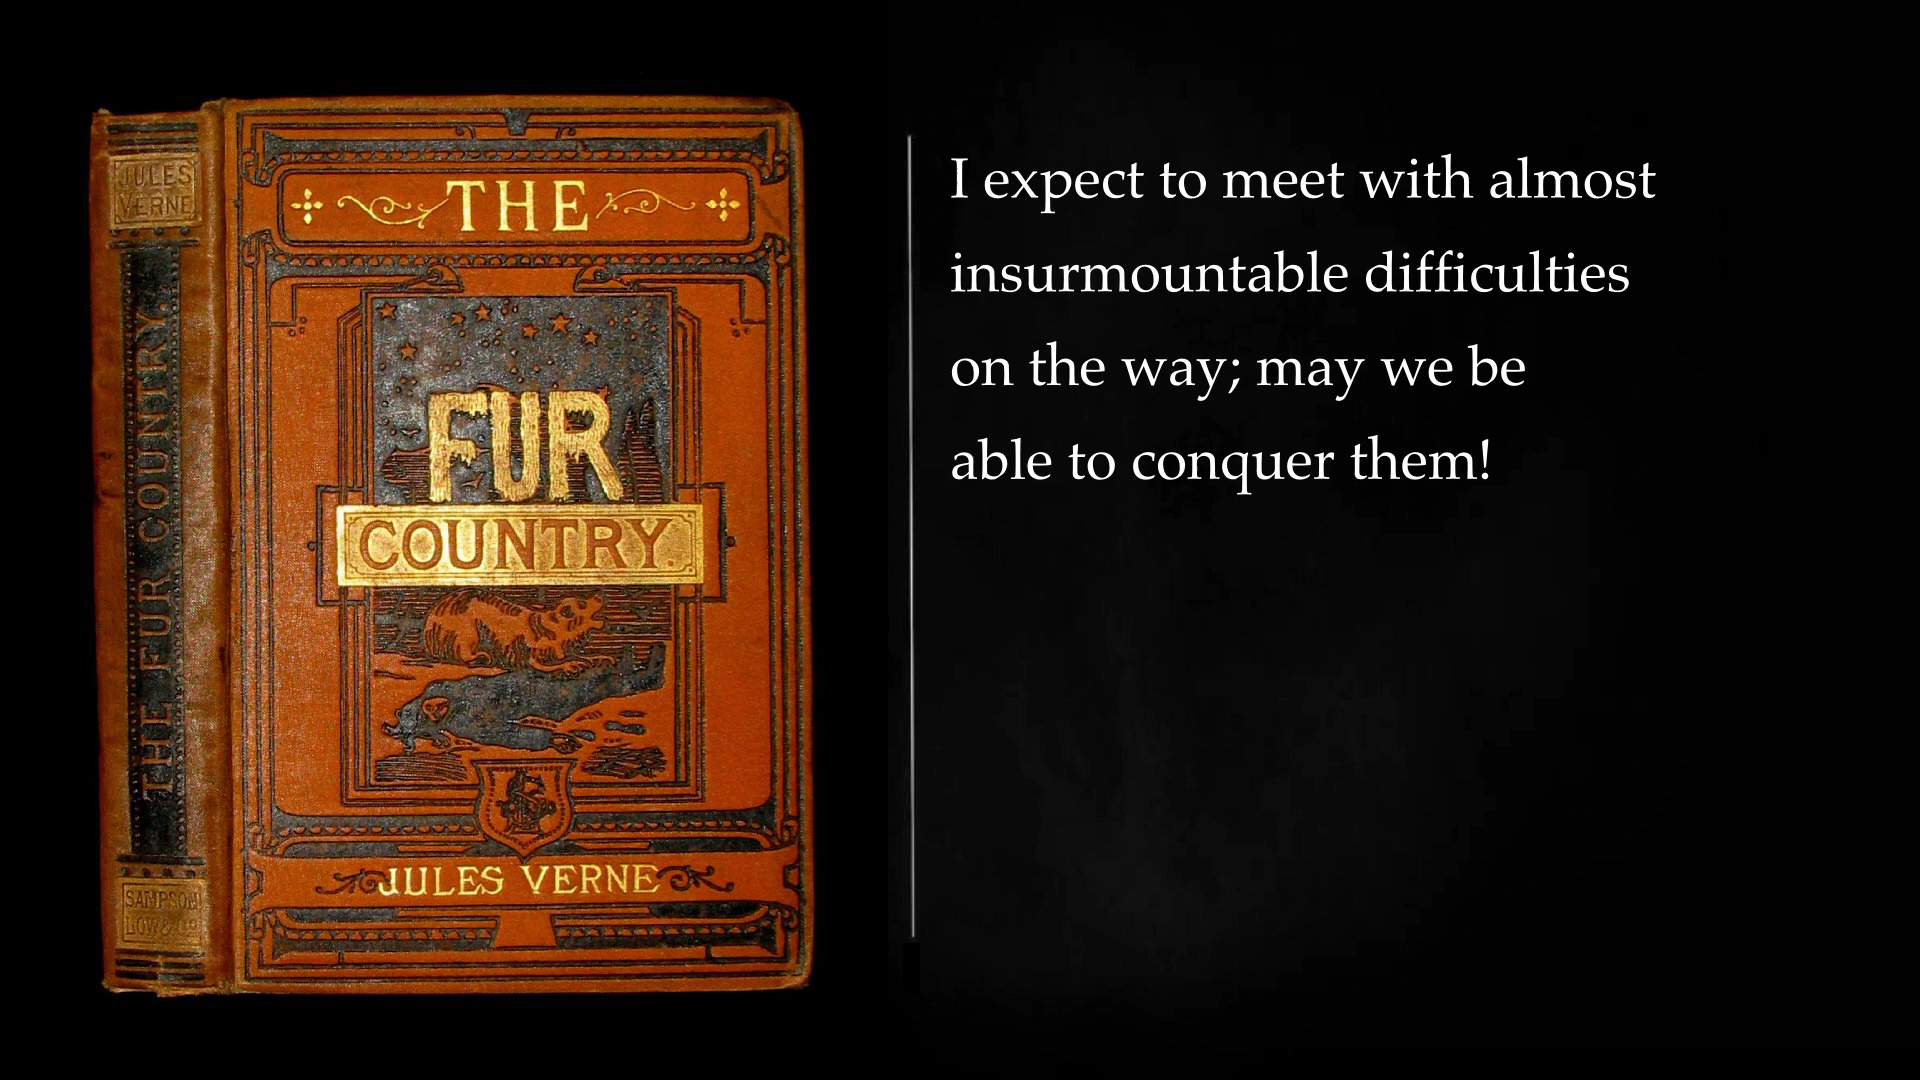 JULES
VERNE
THE FUR COUNTRY.
SAMPSON
LOW & Co
THE
FUR
COUNTRY.
JULES VERNE
I expect to meet with almost
insurmountable difficulties
on the way; may we be
able to conquer them!